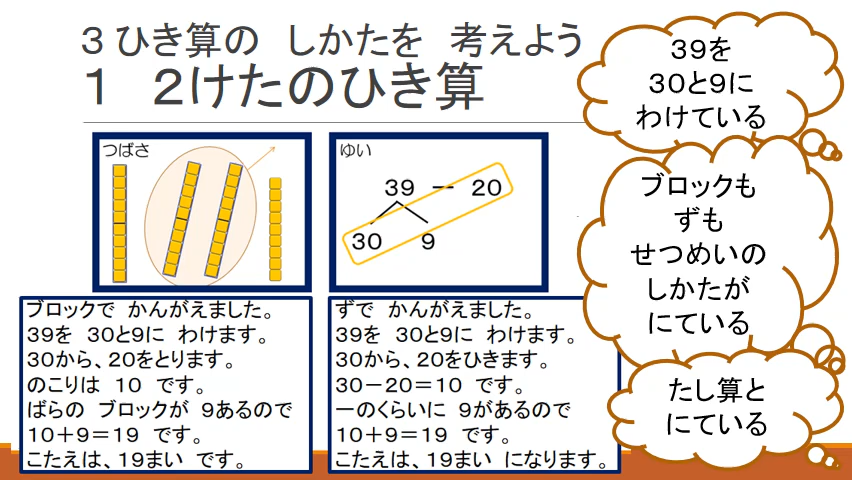 ３ひき算の　しかたを　考えよう
１　２けたのひき算
つばさ
ゆい
39 － 20
30 9
ブロックで　かんがえました。
39を　30と9に　わけます。
30から、20をとります。
のこりは　10　です。
ばらの　ブロックが　9あるので
10＋9＝19　です。
こたえは、19まい　です。
ずで　かんがえました。
39を　30と9に　わけます。
30から、20をひきます。
30－20＝10　です。
一のくらいに　9があるので
10＋9＝19　です。
こたえは、19まい　になります。
39を
30と9に
わけている
ブロックも
ずも
せつめいの
しかたが
にている
たし算と
にている